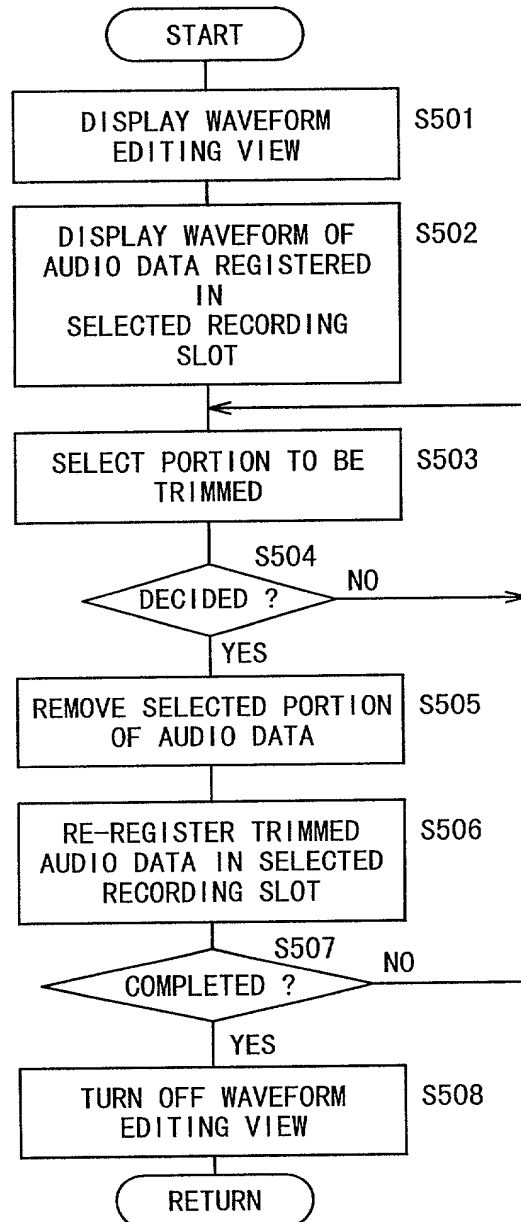 START
DISPLAY WAVEFORM
EDITING VIEW
S501
DISPLAY WAVEFORM OF
AUDIO DATA REGISTERED
IN
SELECTED RECORDING
SLOT
S502
SELECT PORTION TO BE
TRIMMED
S503
S504
DECIDED ?
NO
YES
REMOVE SELECTED PORTION
OF AUDIO DATA
S505
RE-REGISTER TRIMMED
AUDIO DATA IN SELECTED
RECORDING SLOT
S506
S507
COMPLETED ?
NO
YES
TURN OFF WAVEFORM
EDITING VIEW
S508
RETURN